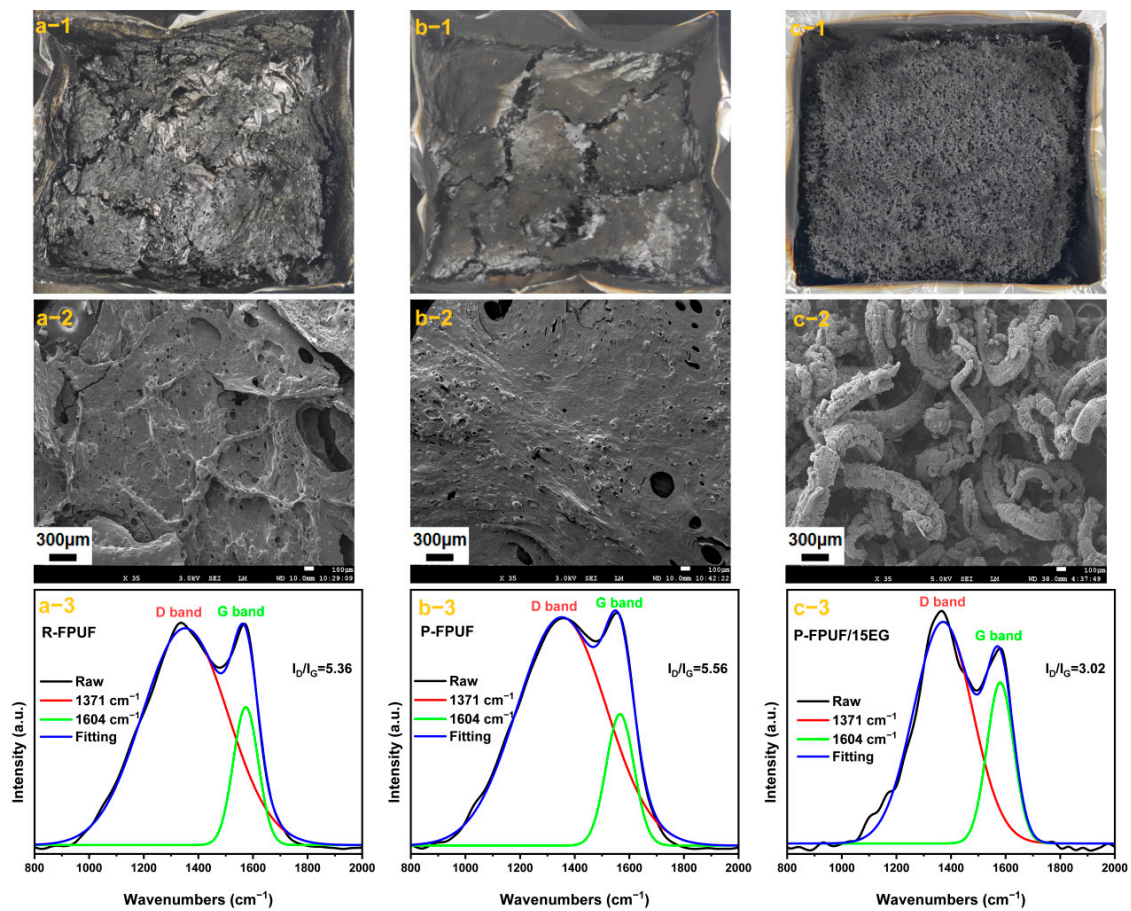 a−1
b−1
c−1
a−2
300μm
X 35 3.0kV SEI LM WD 10.0mm 10:29:09
100μm
b−2
300μm
X 35 3.0kV SEI LM WD 10.0mm 10:42:22
100μm
c−2
300μm
X 35 5.0kV SEI LM WD 38.0mm 4:37:49
100μm
a−3
D band
G band
R-FPUF
I_D/I_G=5.36
Raw
1371 cm⁻¹
1604 cm⁻¹
Fitting
Intensity (a.u.)
800 1000 1200 1400 1600 1800 2000
Wavenumbers (cm⁻¹)
b−3
D band
G band
P-FPUF
I_D/I_G=5.56
Raw
1371 cm⁻¹
1604 cm⁻¹
Fitting
Intensity (a.u.)
800 1000 1200 1400 1600 1800 2000
Wavenumbers (cm⁻¹)
c−3
D band
G band
P-FPUF/15EG
I_D/I_G=3.02
Raw
1371 cm⁻¹
1604 cm⁻¹
Fitting
Intensity (a.u.)
800 1000 1200 1400 1600 1800 2000
Wavenumbers (cm⁻¹)